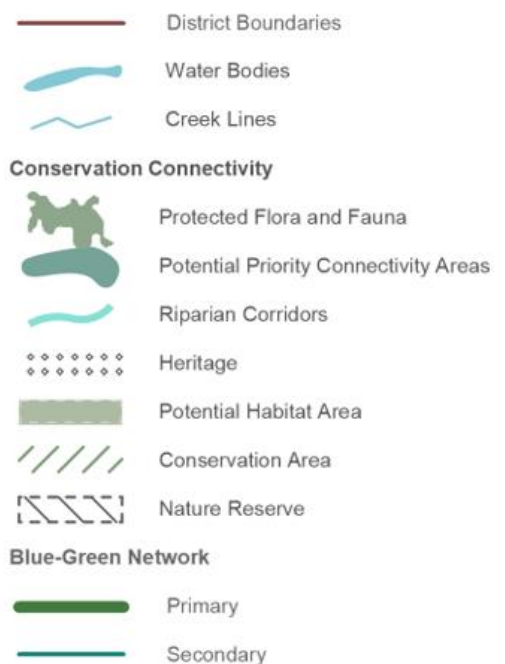 District Boundaries
Water Bodies
Creek Lines
Conservation Connectivity
Protected Flora and Fauna
Potential Priority Connectivity Areas
Riparian Corridors
Heritage
Potential Habitat Area
Conservation Area
Nature Reserve
Blue-Green Network
Primary
Secondary